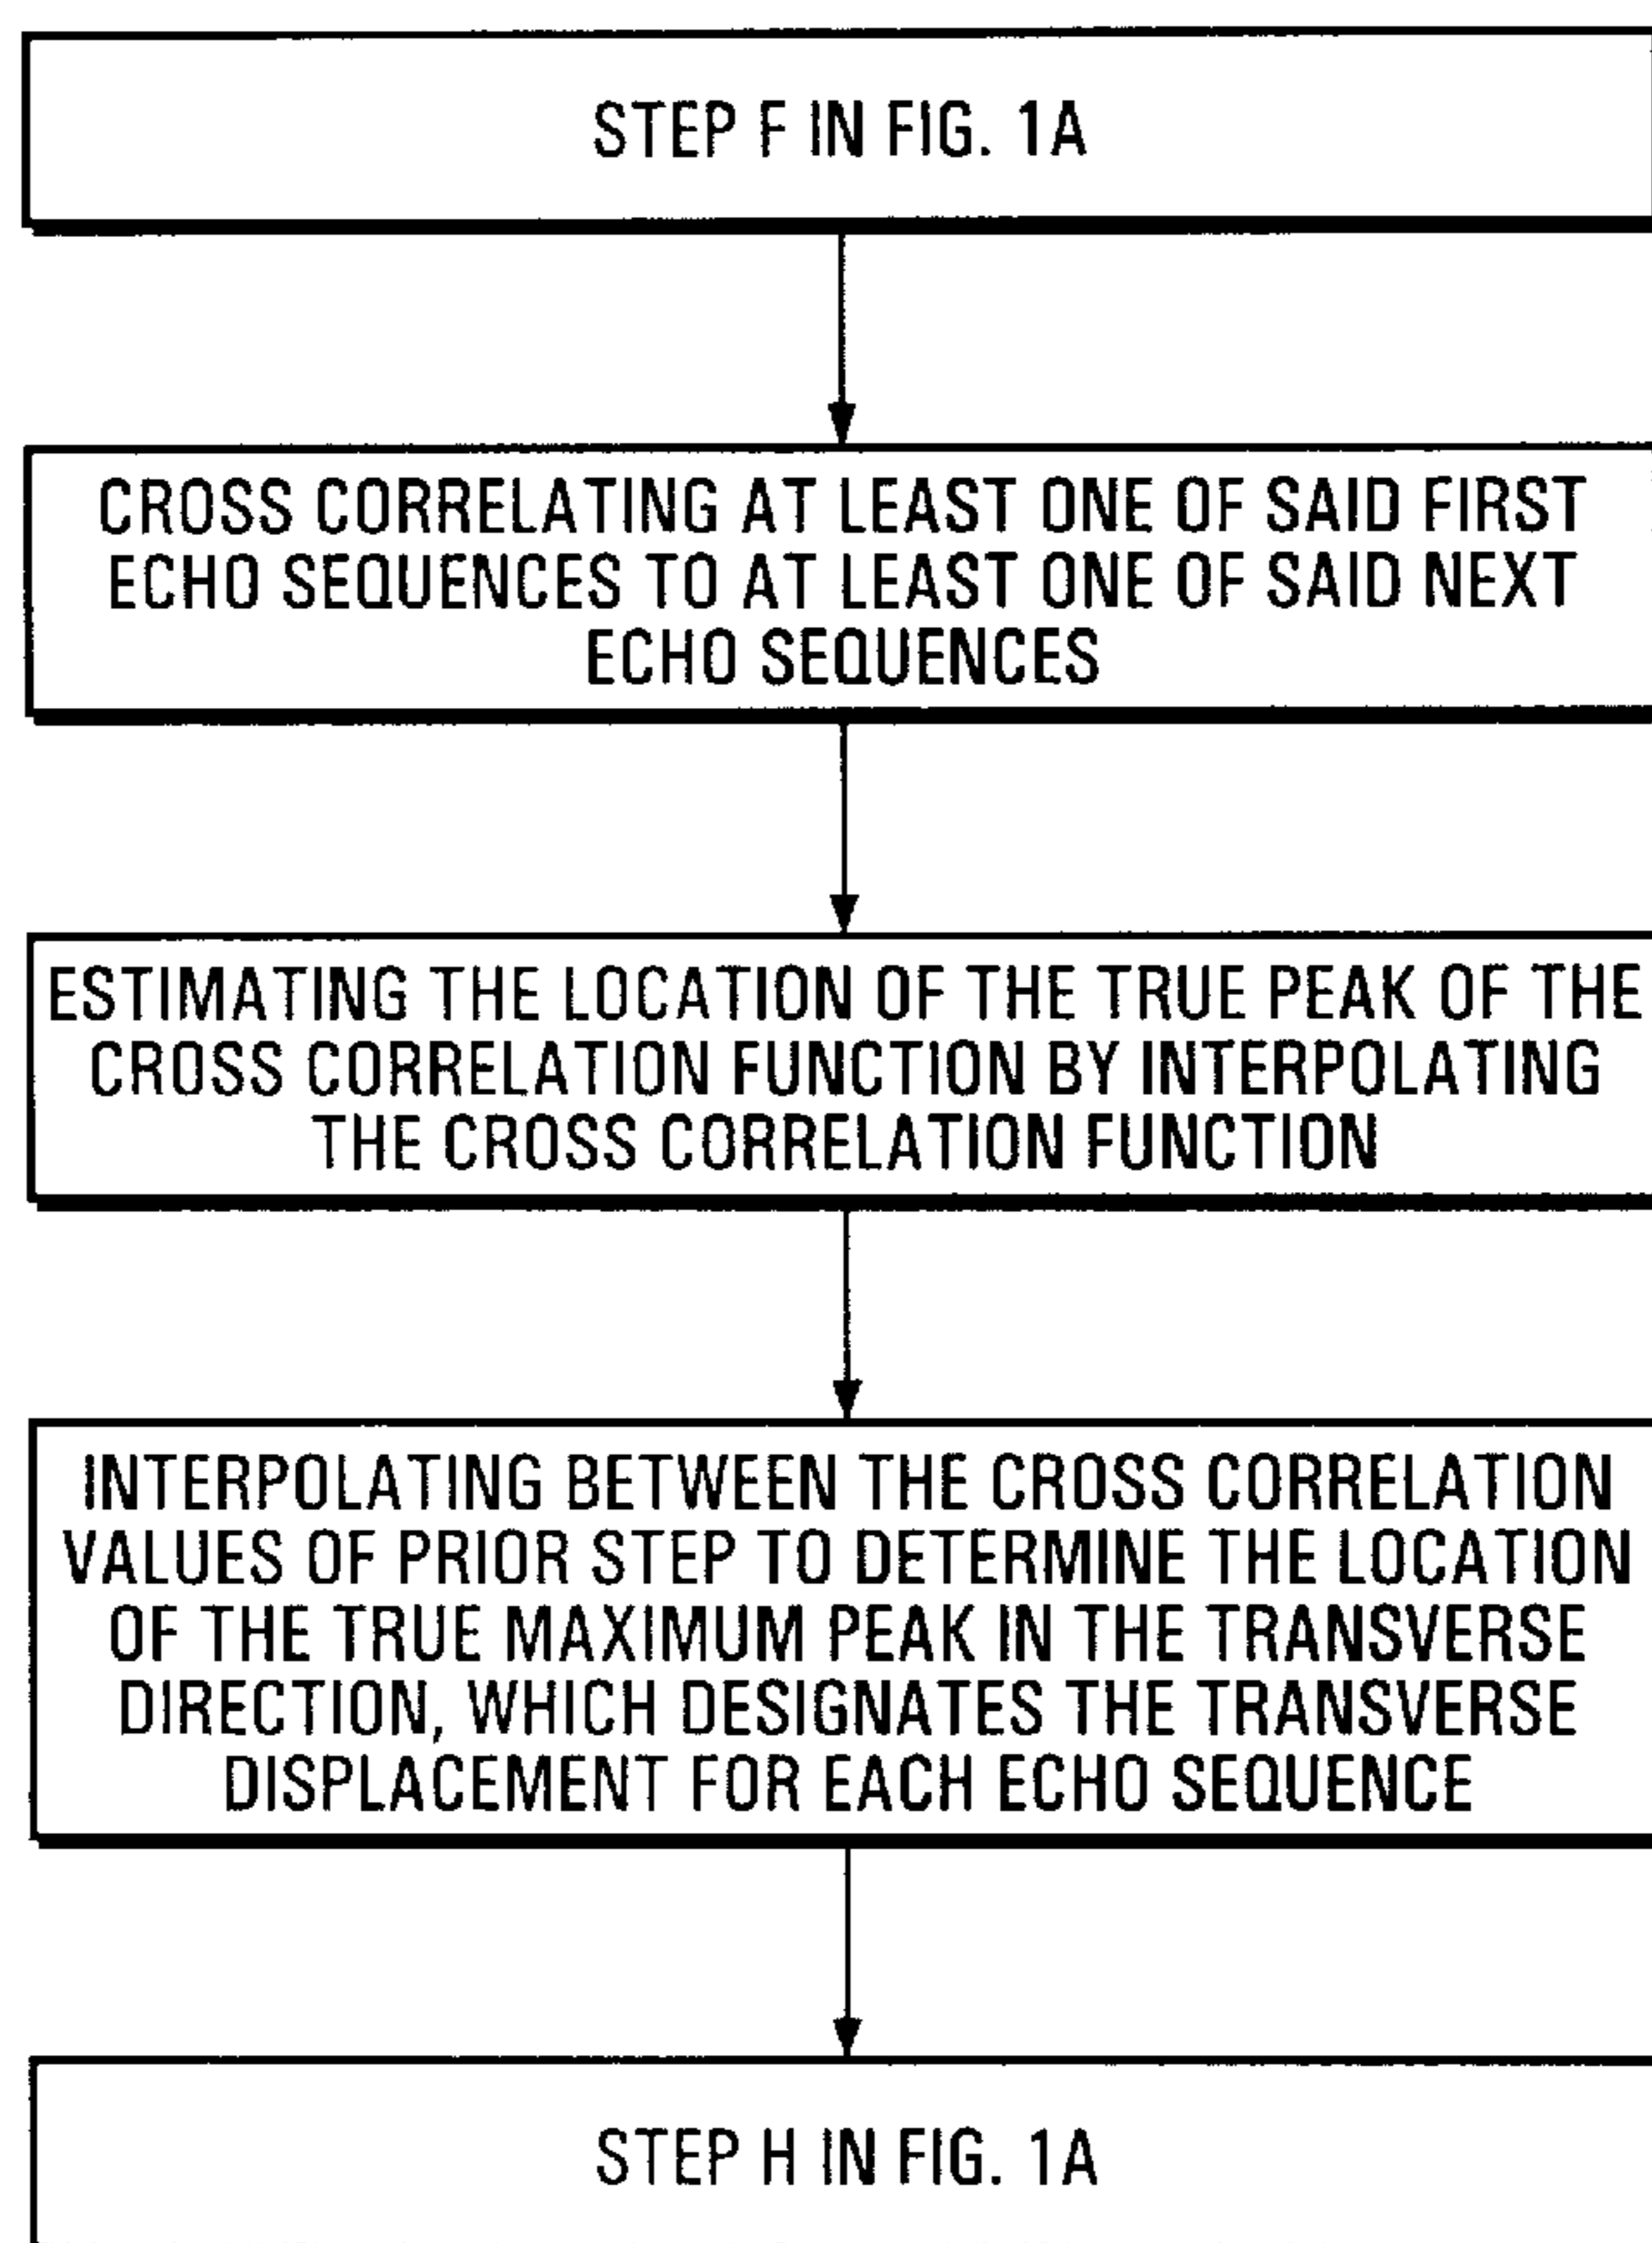 STEP F IN FIG. 1A
CROSS CORRELATING AT LEAST ONE OF SAID FIRST
ECHO SEQUENCES TO AT LEAST ONE OF SAID NEXT
ECHO SEQUENCES
ESTIMATING THE LOCATION OF THE TRUE PEAK OF THE
CROSS CORRELATION FUNCTION BY INTERPOLATING
THE CROSS CORRELATION FUNCTION
INTERPOLATING BETWEEN THE CROSS CORRELATION
VALUES OF PRIOR STEP TO DETERMINE THE LOCATION
OF THE TRUE MAXIMUM PEAK IN THE TRANSVERSE
DIRECTION, WHICH DESIGNATES THE TRANSVERSE
DISPLACEMENT FOR EACH ECHO SEQUENCE
STEP H IN FIG. 1A